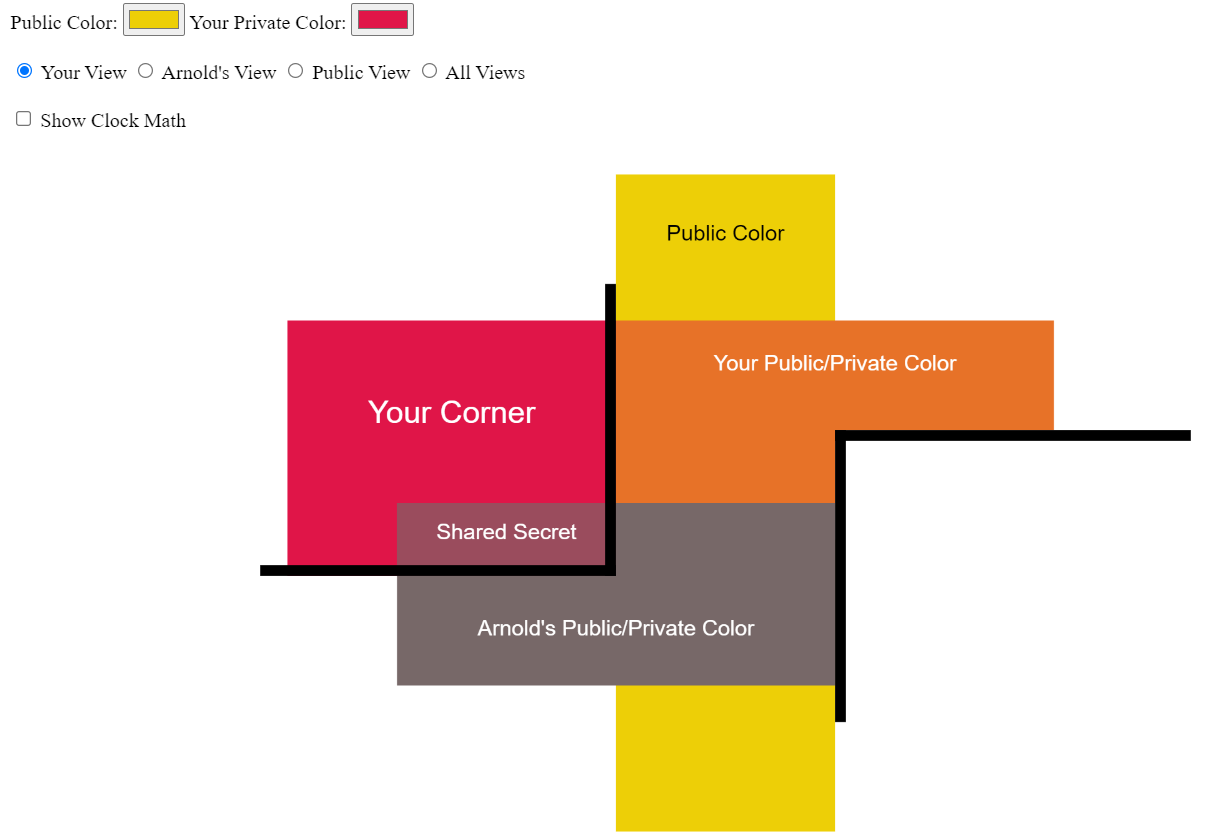 Public Color: Your Private Color:
Your View Arnold's View Public View All Views
Show Clock Math
Public Color
Your Public/Private Color
Your Corner
Shared Secret
Arnold's Public/Private Color